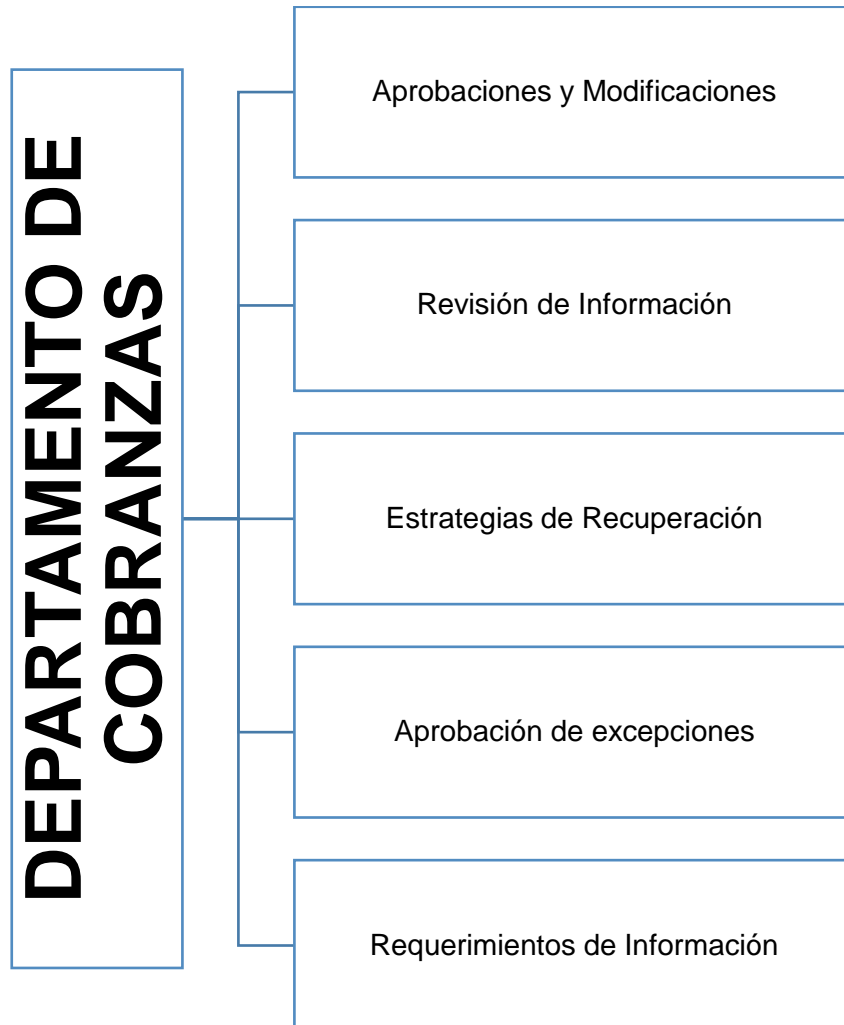 DEPARTAMENTO DE
COBRANZAS
Aprobaciones y Modificaciones
Revisión de Información
Estrategias de Recuperación
Aprobación de excepciones
Requerimientos de Información